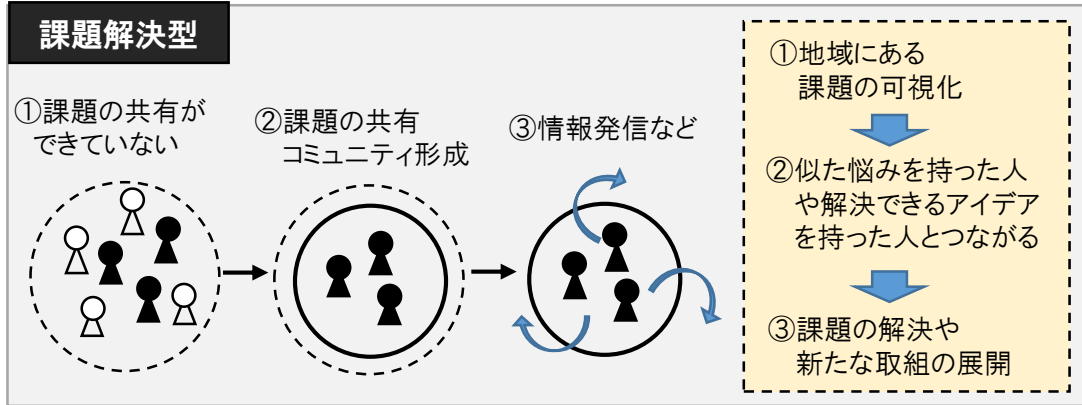 課題解決型
①課題の共有が
できていない
②課題の共有
コミュニティ形成
③情報発信など
①地域にある
課題の可視化
②似た悩みを持った人
や解決できるアイデア
を持った人とつながる
③課題の解決や
新たな取組の展開